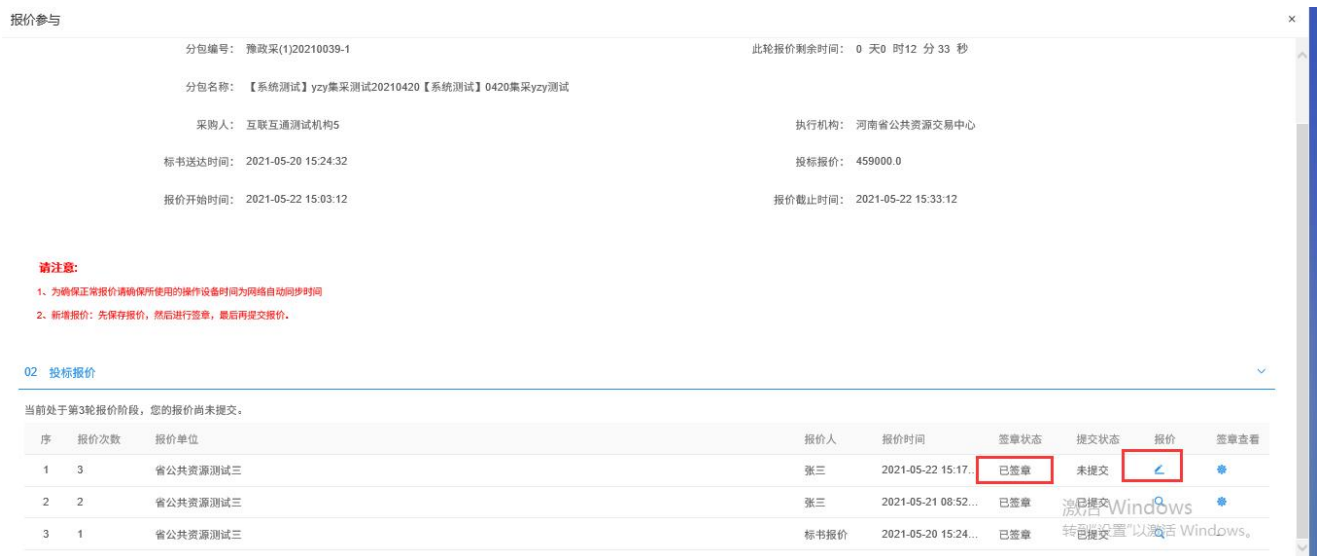 报价参与 ×
分包编号： 豫政采(1)20210039-1 此轮报价剩余时间： 0 天0 时12 分 33 秒
分包名称： 【系统测试】yzy集采测试20210420【系统测试】0420集采yzy测试
采购人： 互联互通测试机构5 执行机构： 河南省公共资源交易中心
标书送达时间： 2021-05-20 15:24:32 投标报价： 459000.0
报价开始时间： 2021-05-22 15:03:12 报价截止时间： 2021-05-22 15:33:12
请注意:
1、为确保正常报价请确保所使用的操作设备时间为网络自动同步时间
2、新增报价：先保存报价，然后进行签章，最后再提交报价。
02 投标报价
当前处于第3轮报价阶段，您的报价尚未提交。
序 报价次数 报价单位 报价人 报价时间 签章状态 提交状态 报价 签章查看
1 3 省公共资源测试三 张三 2021-05-22 15:17... 已签章 未提交
2 2 省公共资源测试三 张三 2021-05-21 08:52... 已签章 已提交
激活 Windows
3 1 省公共资源测试三 标书报价 2021-05-20 15:24... 已签章 已提交 -
转到"设置"以激活 Windows。